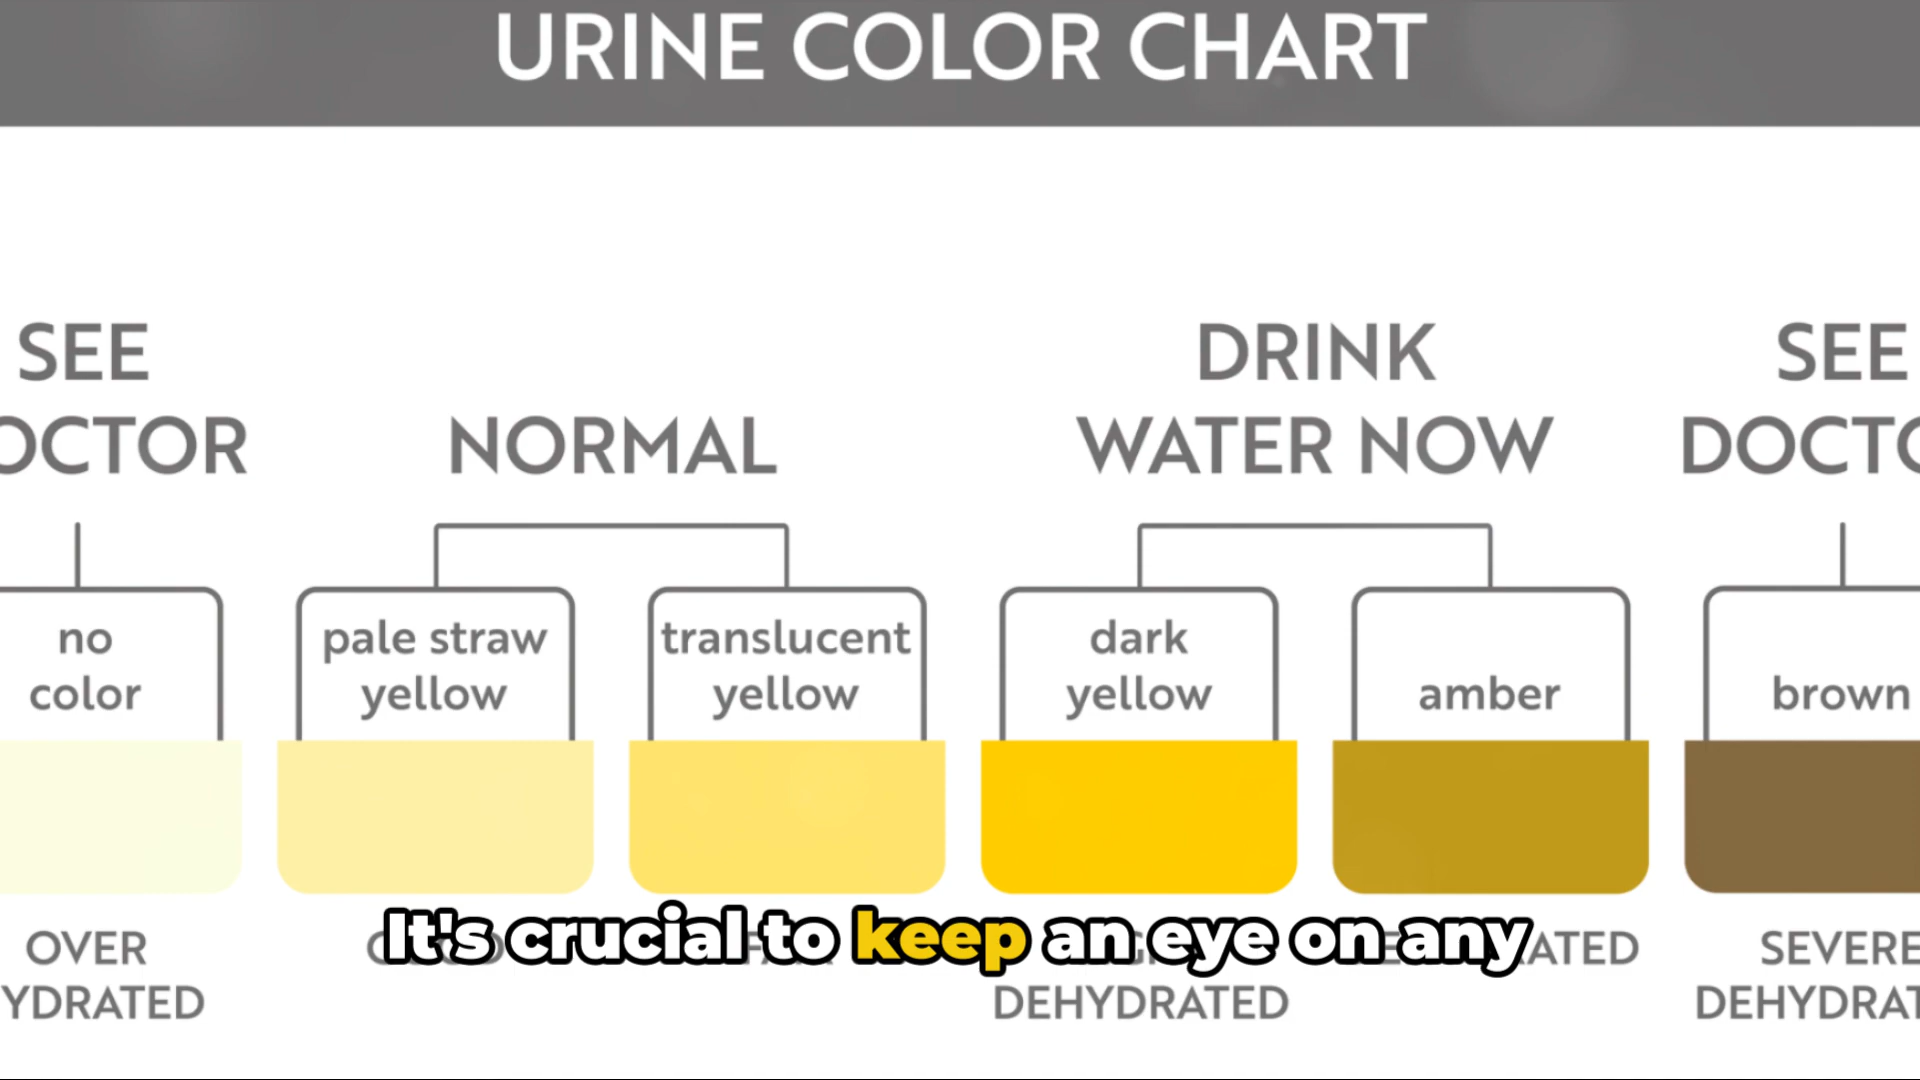 URINE COLOR CHART
SEE
OCTOR
NORMAL
DRINK
WATER NOW
SEE
DOCTO
no
color
pale straw
yellow
translucent
yellow
dark
yellow
amber
brown
It's crucial to keep an eye on any
OVER
YDRATED
DEHYDRATED
ATED
SEVERE
DEHYDRAT